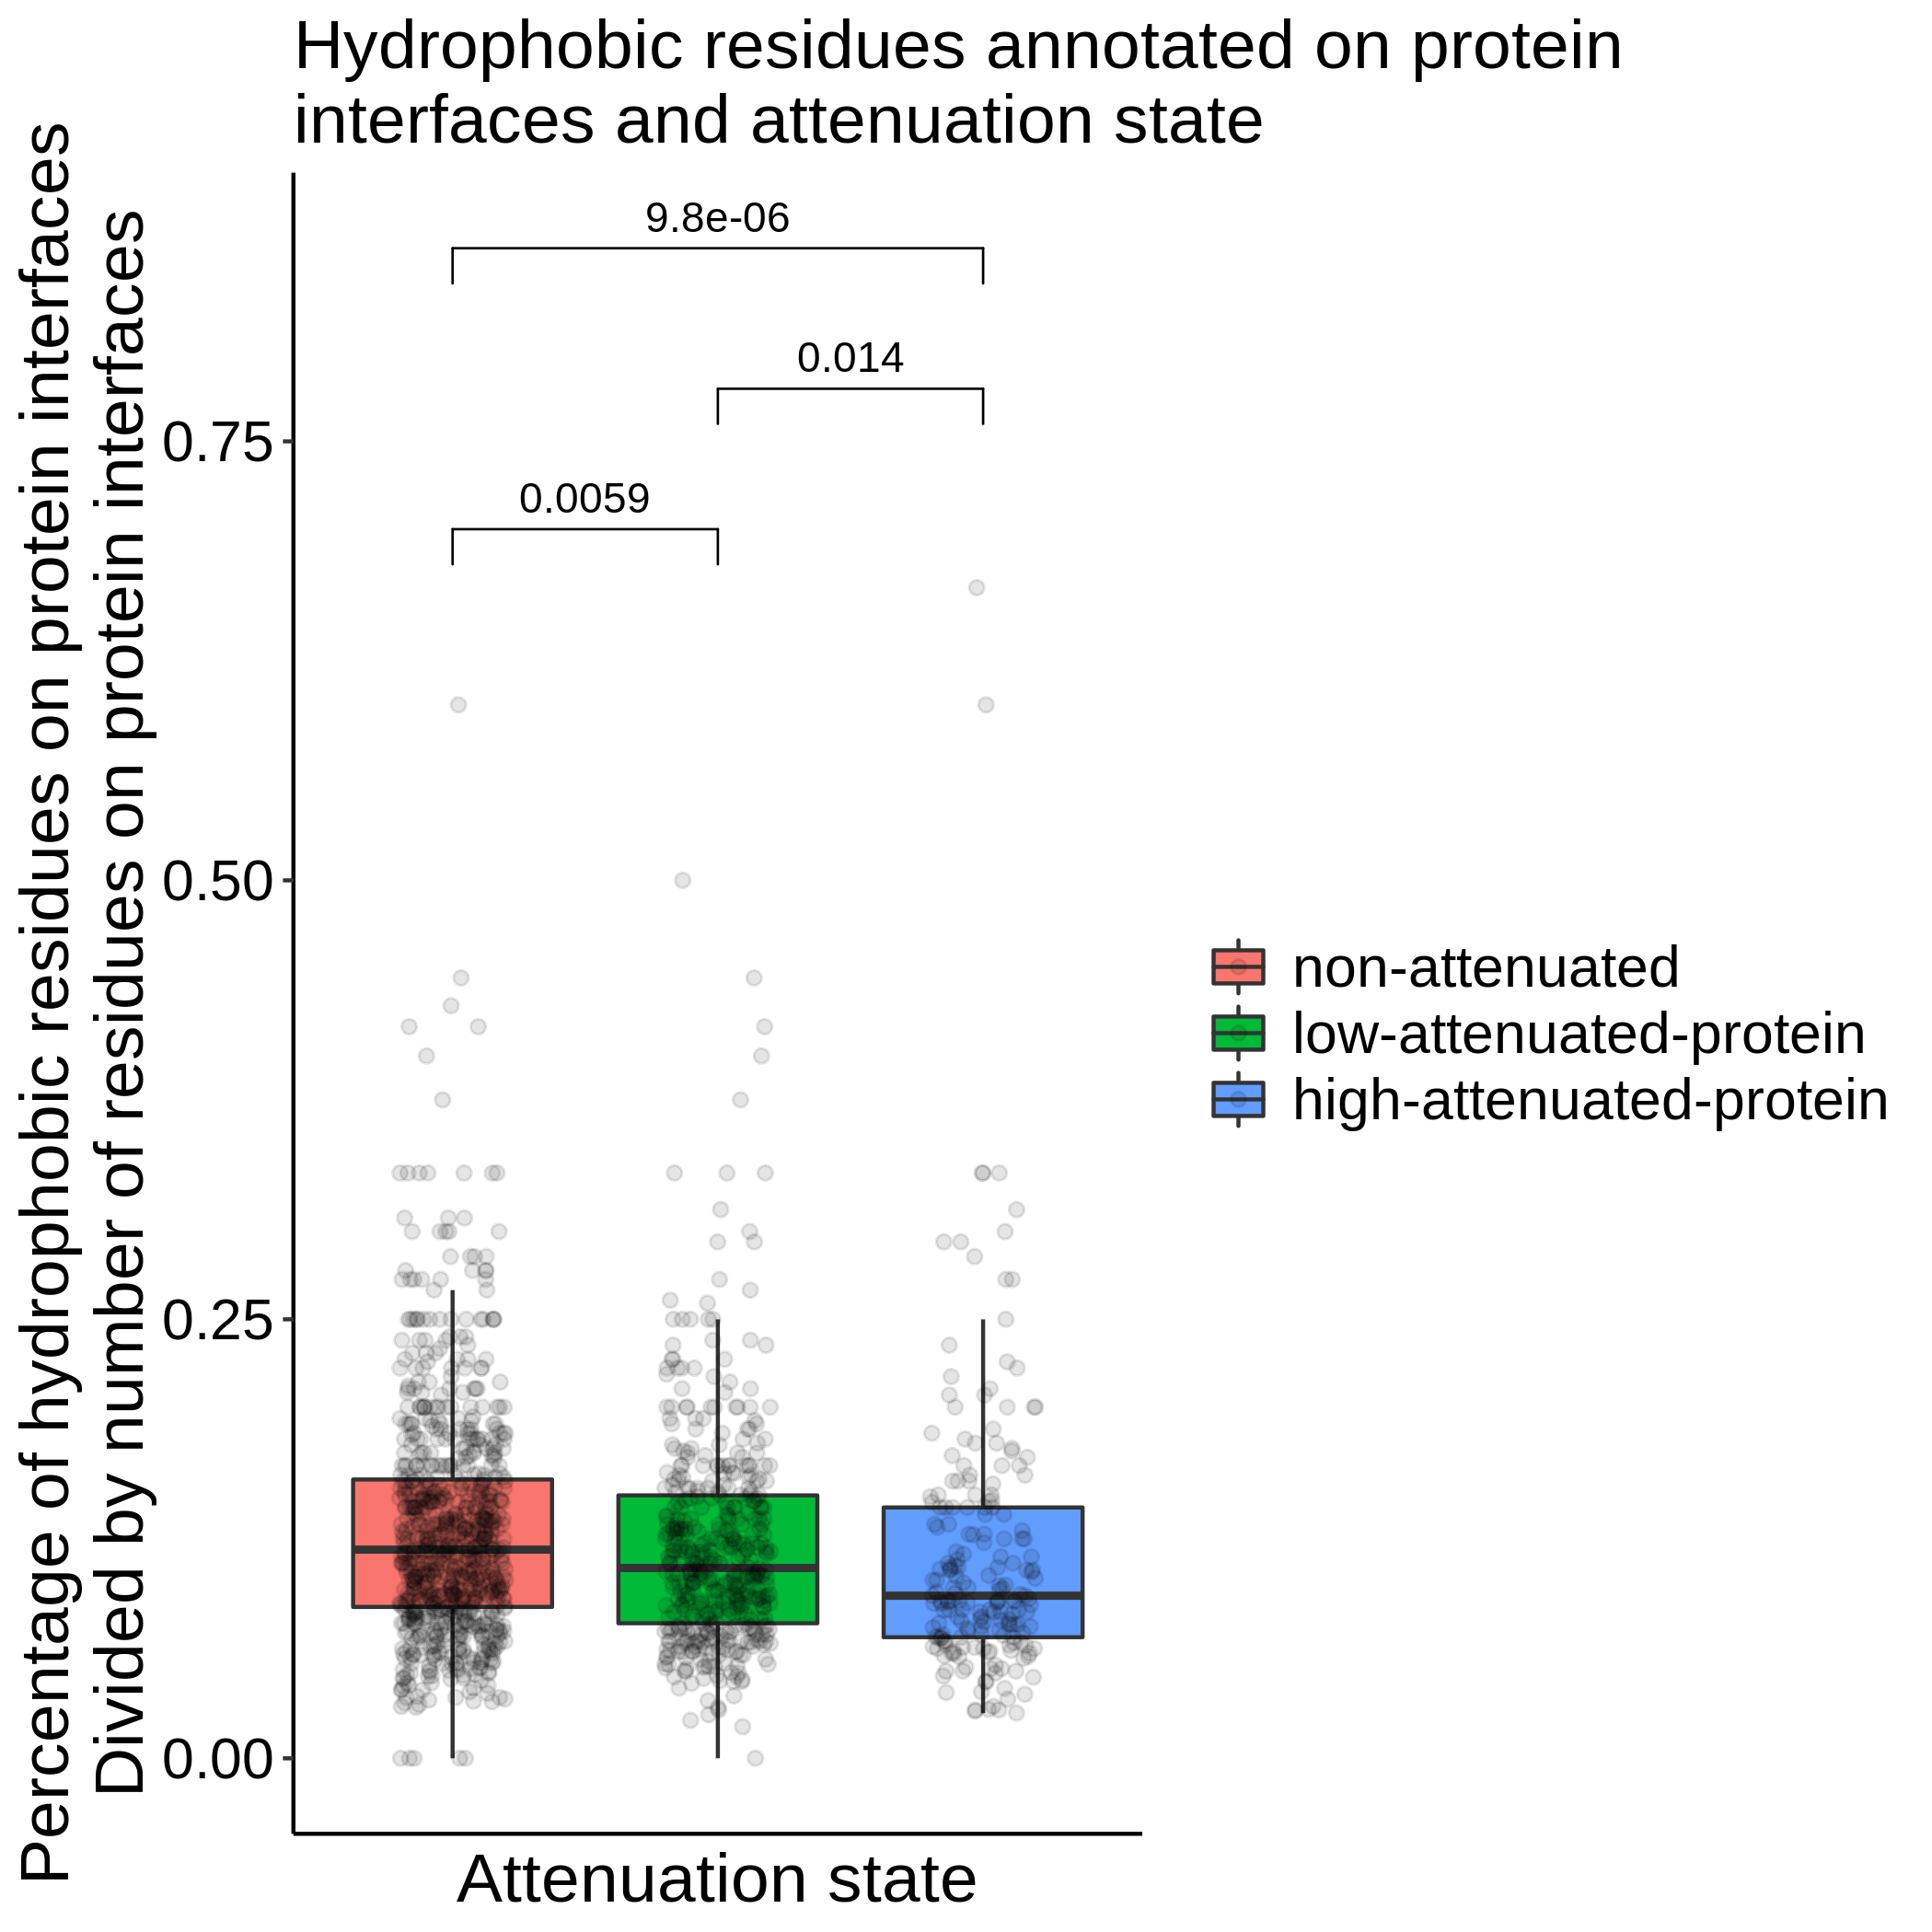 Hydrophobic residues annotated on protein
interfaces and attenuation state
Percentage of hydrophobic residues on protein interfaces
Divided by number of residues on protein interfaces
9.8e-06
0.014
0.0059
0.75
0.50
0.25
0.00
Attenuation state
non-attenuated
low-attenuated-protein
high-attenuated-protein